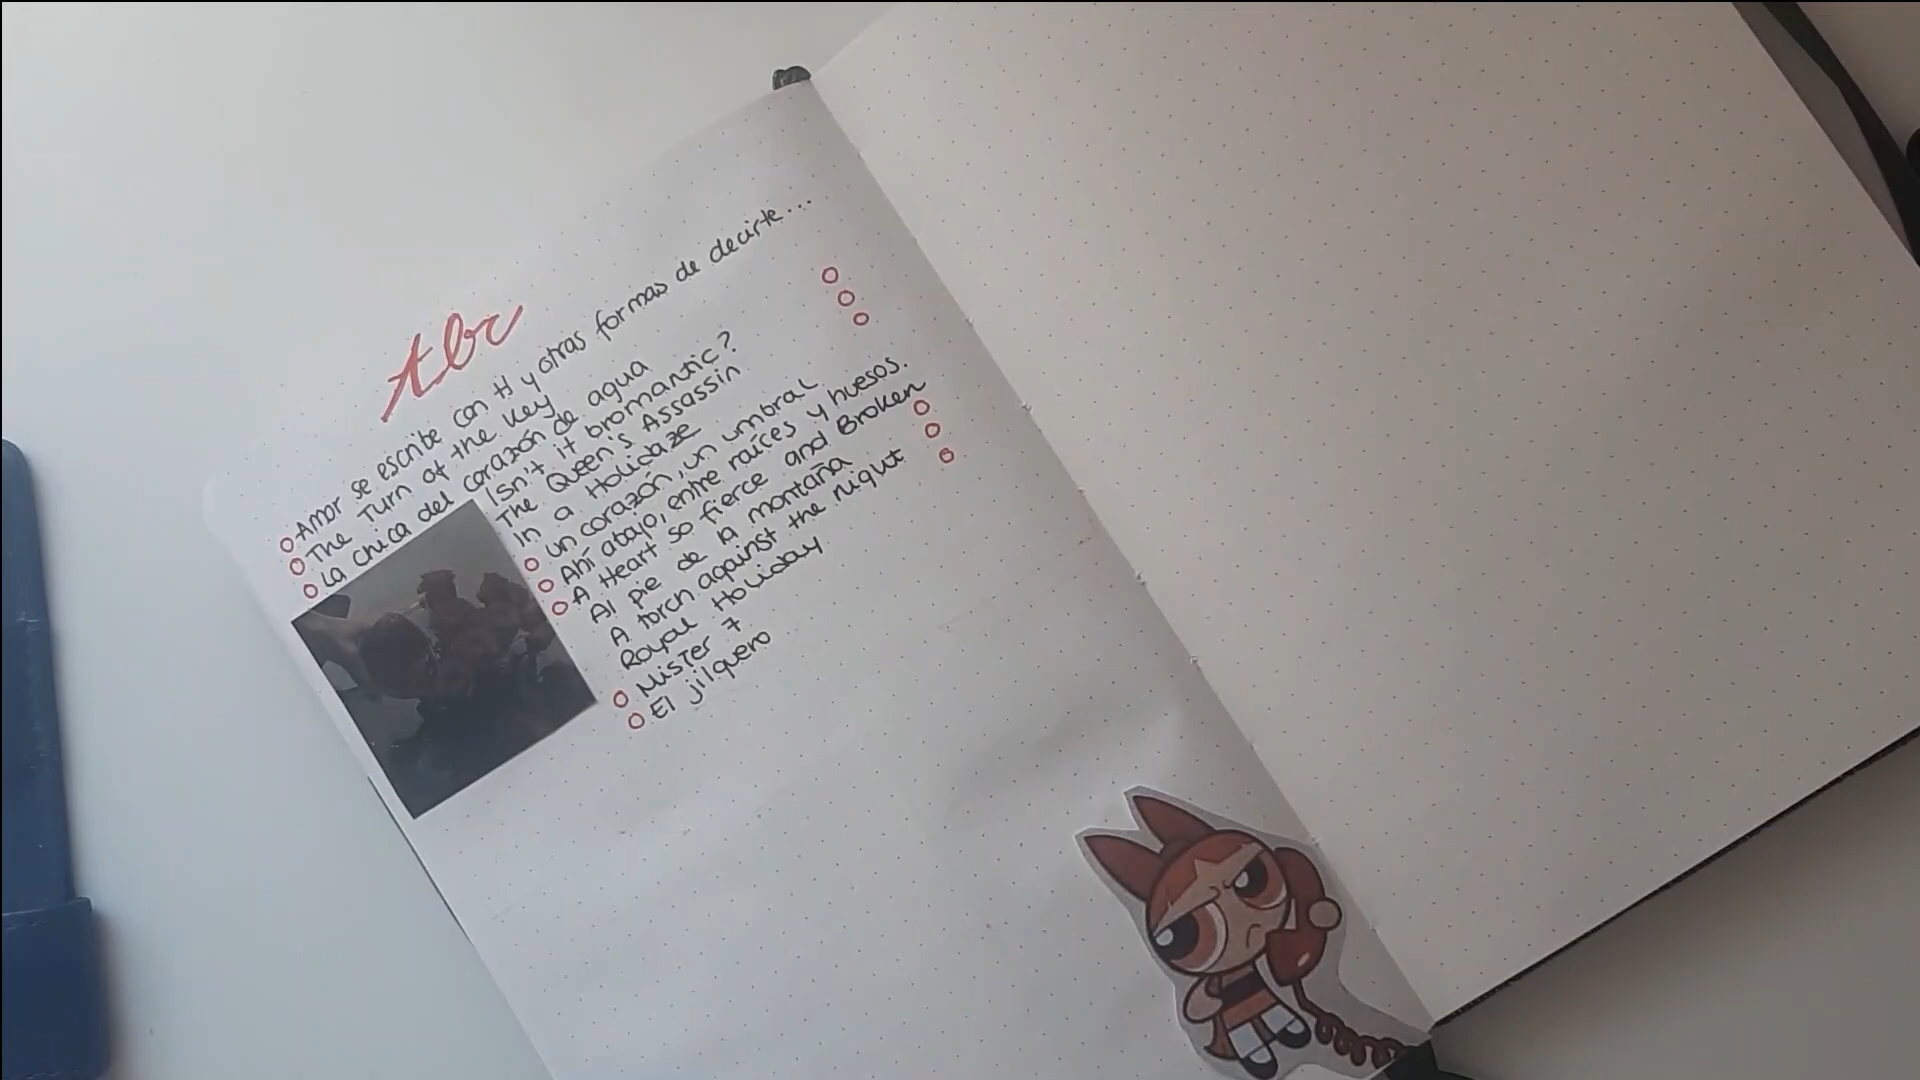 tbr
Amor se escribe con H y otras formas de decirte...
The Turn of the Key
La chica del corazón de agua
Isn't it bromantic?
The Queen's Assassin
In a Holidaze
Un corazón, un umbral
Ahí abajo, entre raíces y huesos.
A Heart so fierce and Broken
Al pie de la montaña
A torch against the night
Royal Holiday
Mister 7
El jilguero